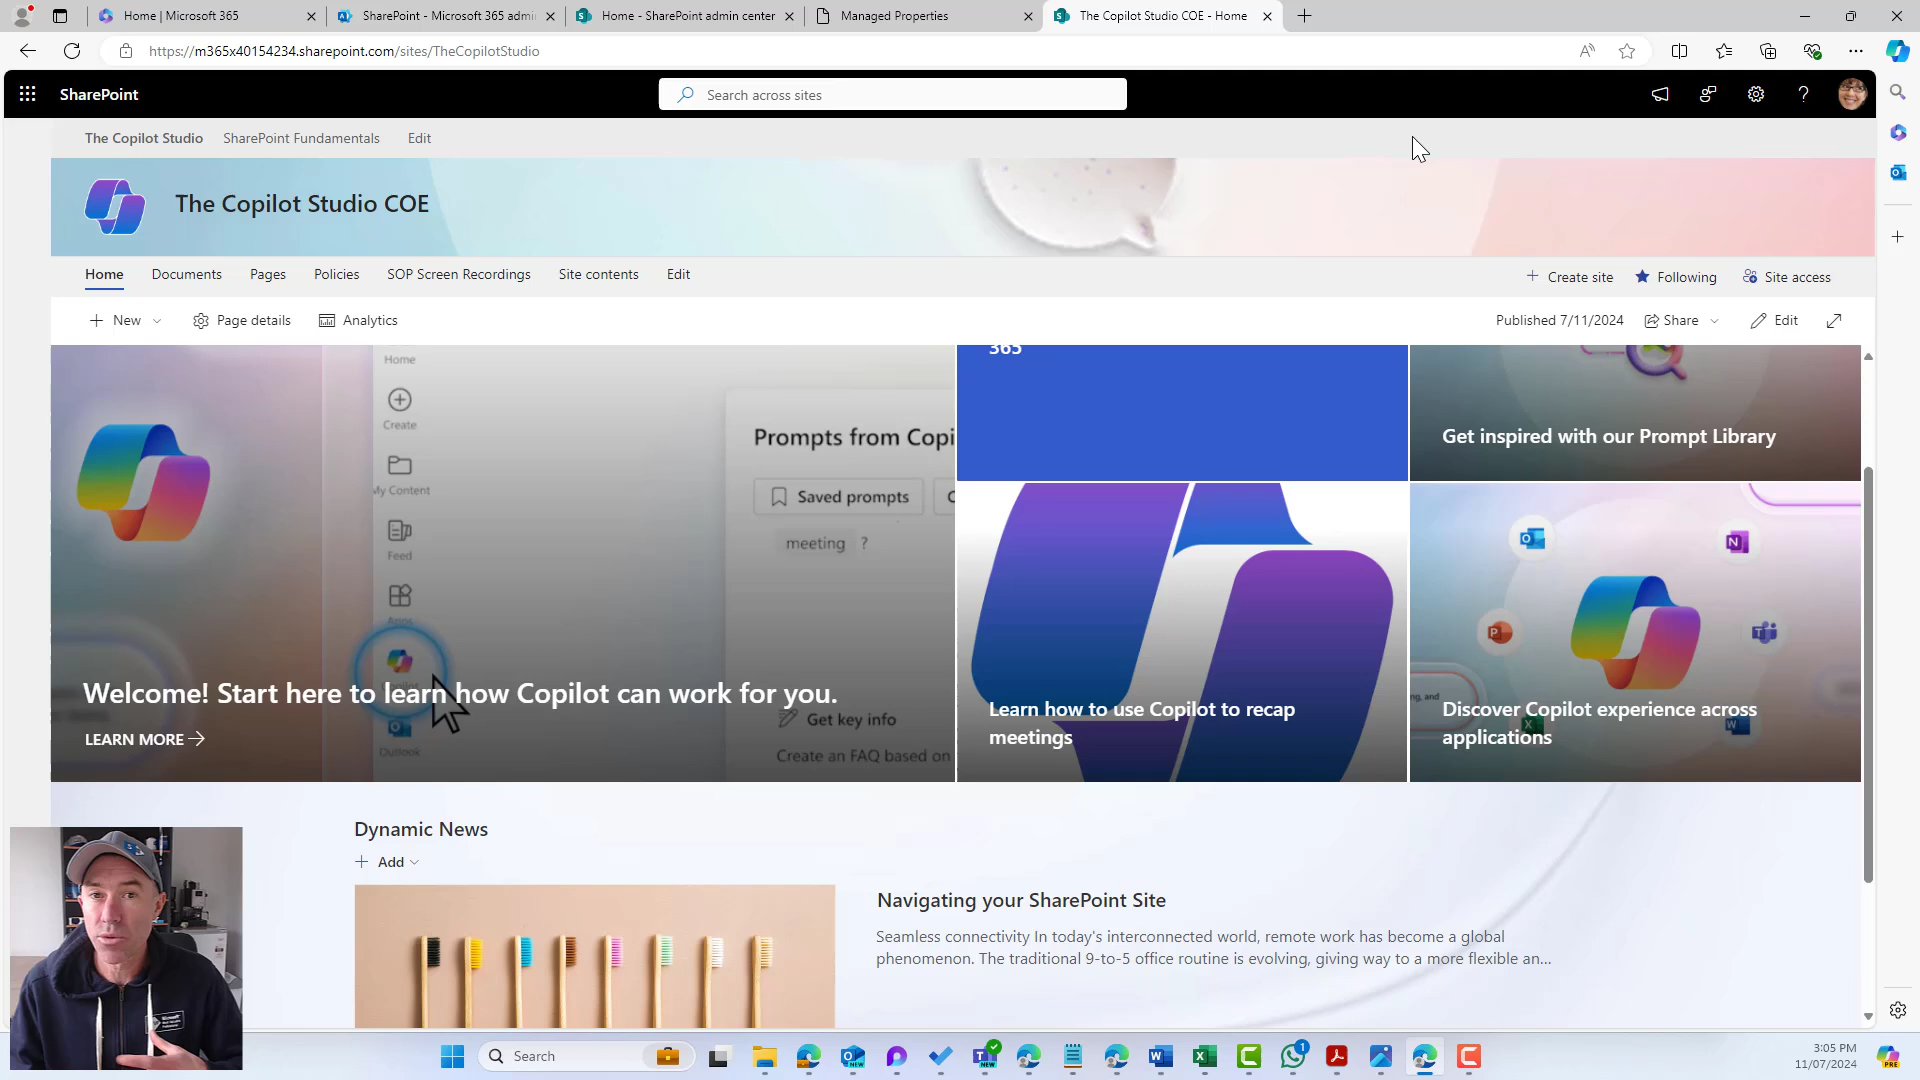 Home | Microsoft 365
SharePoint - Microsoft 365 admi
Home - SharePoint admin center
Managed Properties
The Copilot Studio COE - Home
https://m365x40154234.sharepoint.com/sites/TheCopilotStudio
SharePoint
Search across sites
The Copilot Studio
SharePoint Fundamentals
Edit
The Copilot Studio COE
Home
Documents
Pages
Policies
SOP Screen Recordings
Site contents
Edit
Create site
Following
Site access
New
Page details
Analytics
Published 7/11/2024
Share
Edit
Home
Create
My Content
Feed
Apps
Outlook
Prompts from Copi
Saved prompts
meeting ?
Get key info
Create an FAQ based on
Welcome! Start here to learn how Copilot can work for you.
LEARN MORE
365
Get inspired with our Prompt Library
Learn how to use Copilot to recap
meetings
Discover Copilot experience across
applications
Dynamic News
Add
Navigating your SharePoint Site
Seamless connectivity In today's interconnected world, remote work has become a global
phenomenon. The traditional 9-to-5 office routine is evolving, giving way to a more flexible an...
Search
NEW
NEW
1
3:05 PM
11/07/2024
PRE